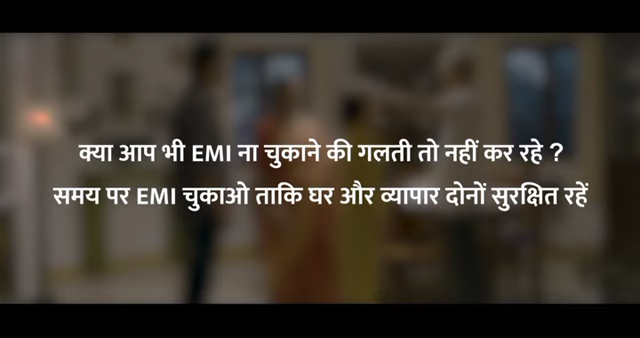 क्या आप भी EMI ना चुकाने की गलती तो नहीं कर रहे ?
समय पर EMI चुकाओ ताकि घर और व्यापार दोनों सुरक्षित रहें